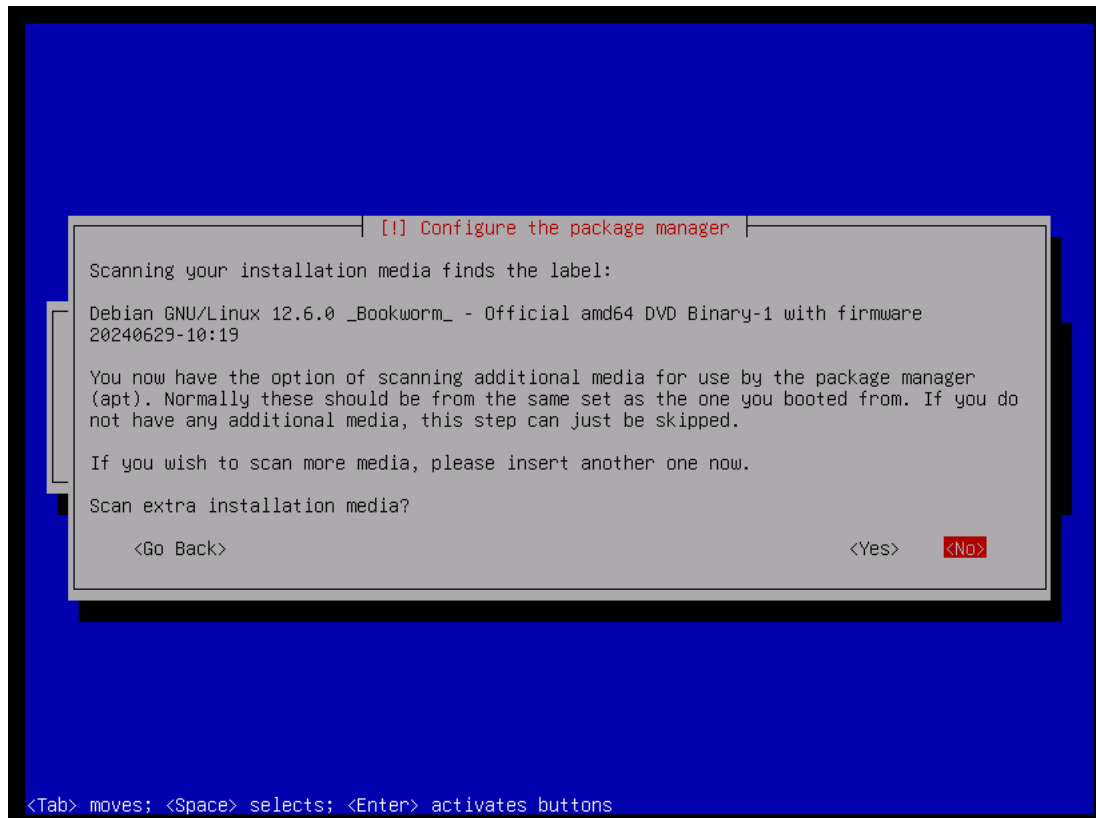 [!] Configure the package manager
Scanning your installation media finds the label:
Debian GNU/Linux 12.6.0 _Bookworm_ - Official amd64 DVD Binary-1 with firmware
20240629-10:19
You now have the option of scanning additional media for use by the package manager
(apt). Normally these should be from the same set as the one you booted from. If you do
not have any additional media, this step can just be skipped.
If you wish to scan more media, please insert another one now.
Scan extra installation media?
<Go Back> <Yes> <No>
<Tab> moves; <Space> selects; <Enter> activates buttons